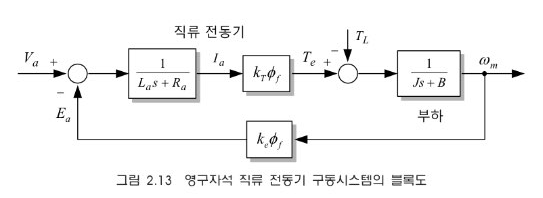 직류 전동기
V_a + − E_a
1 / (L_a s + R_a)
I_a
k_T ϕ_f
T_e + − T_L
1 / (Js + B)
ω_m
부하
k_e ϕ_f
그림 2.13 영구자석 직류 전동기 구동시스템의 블록도